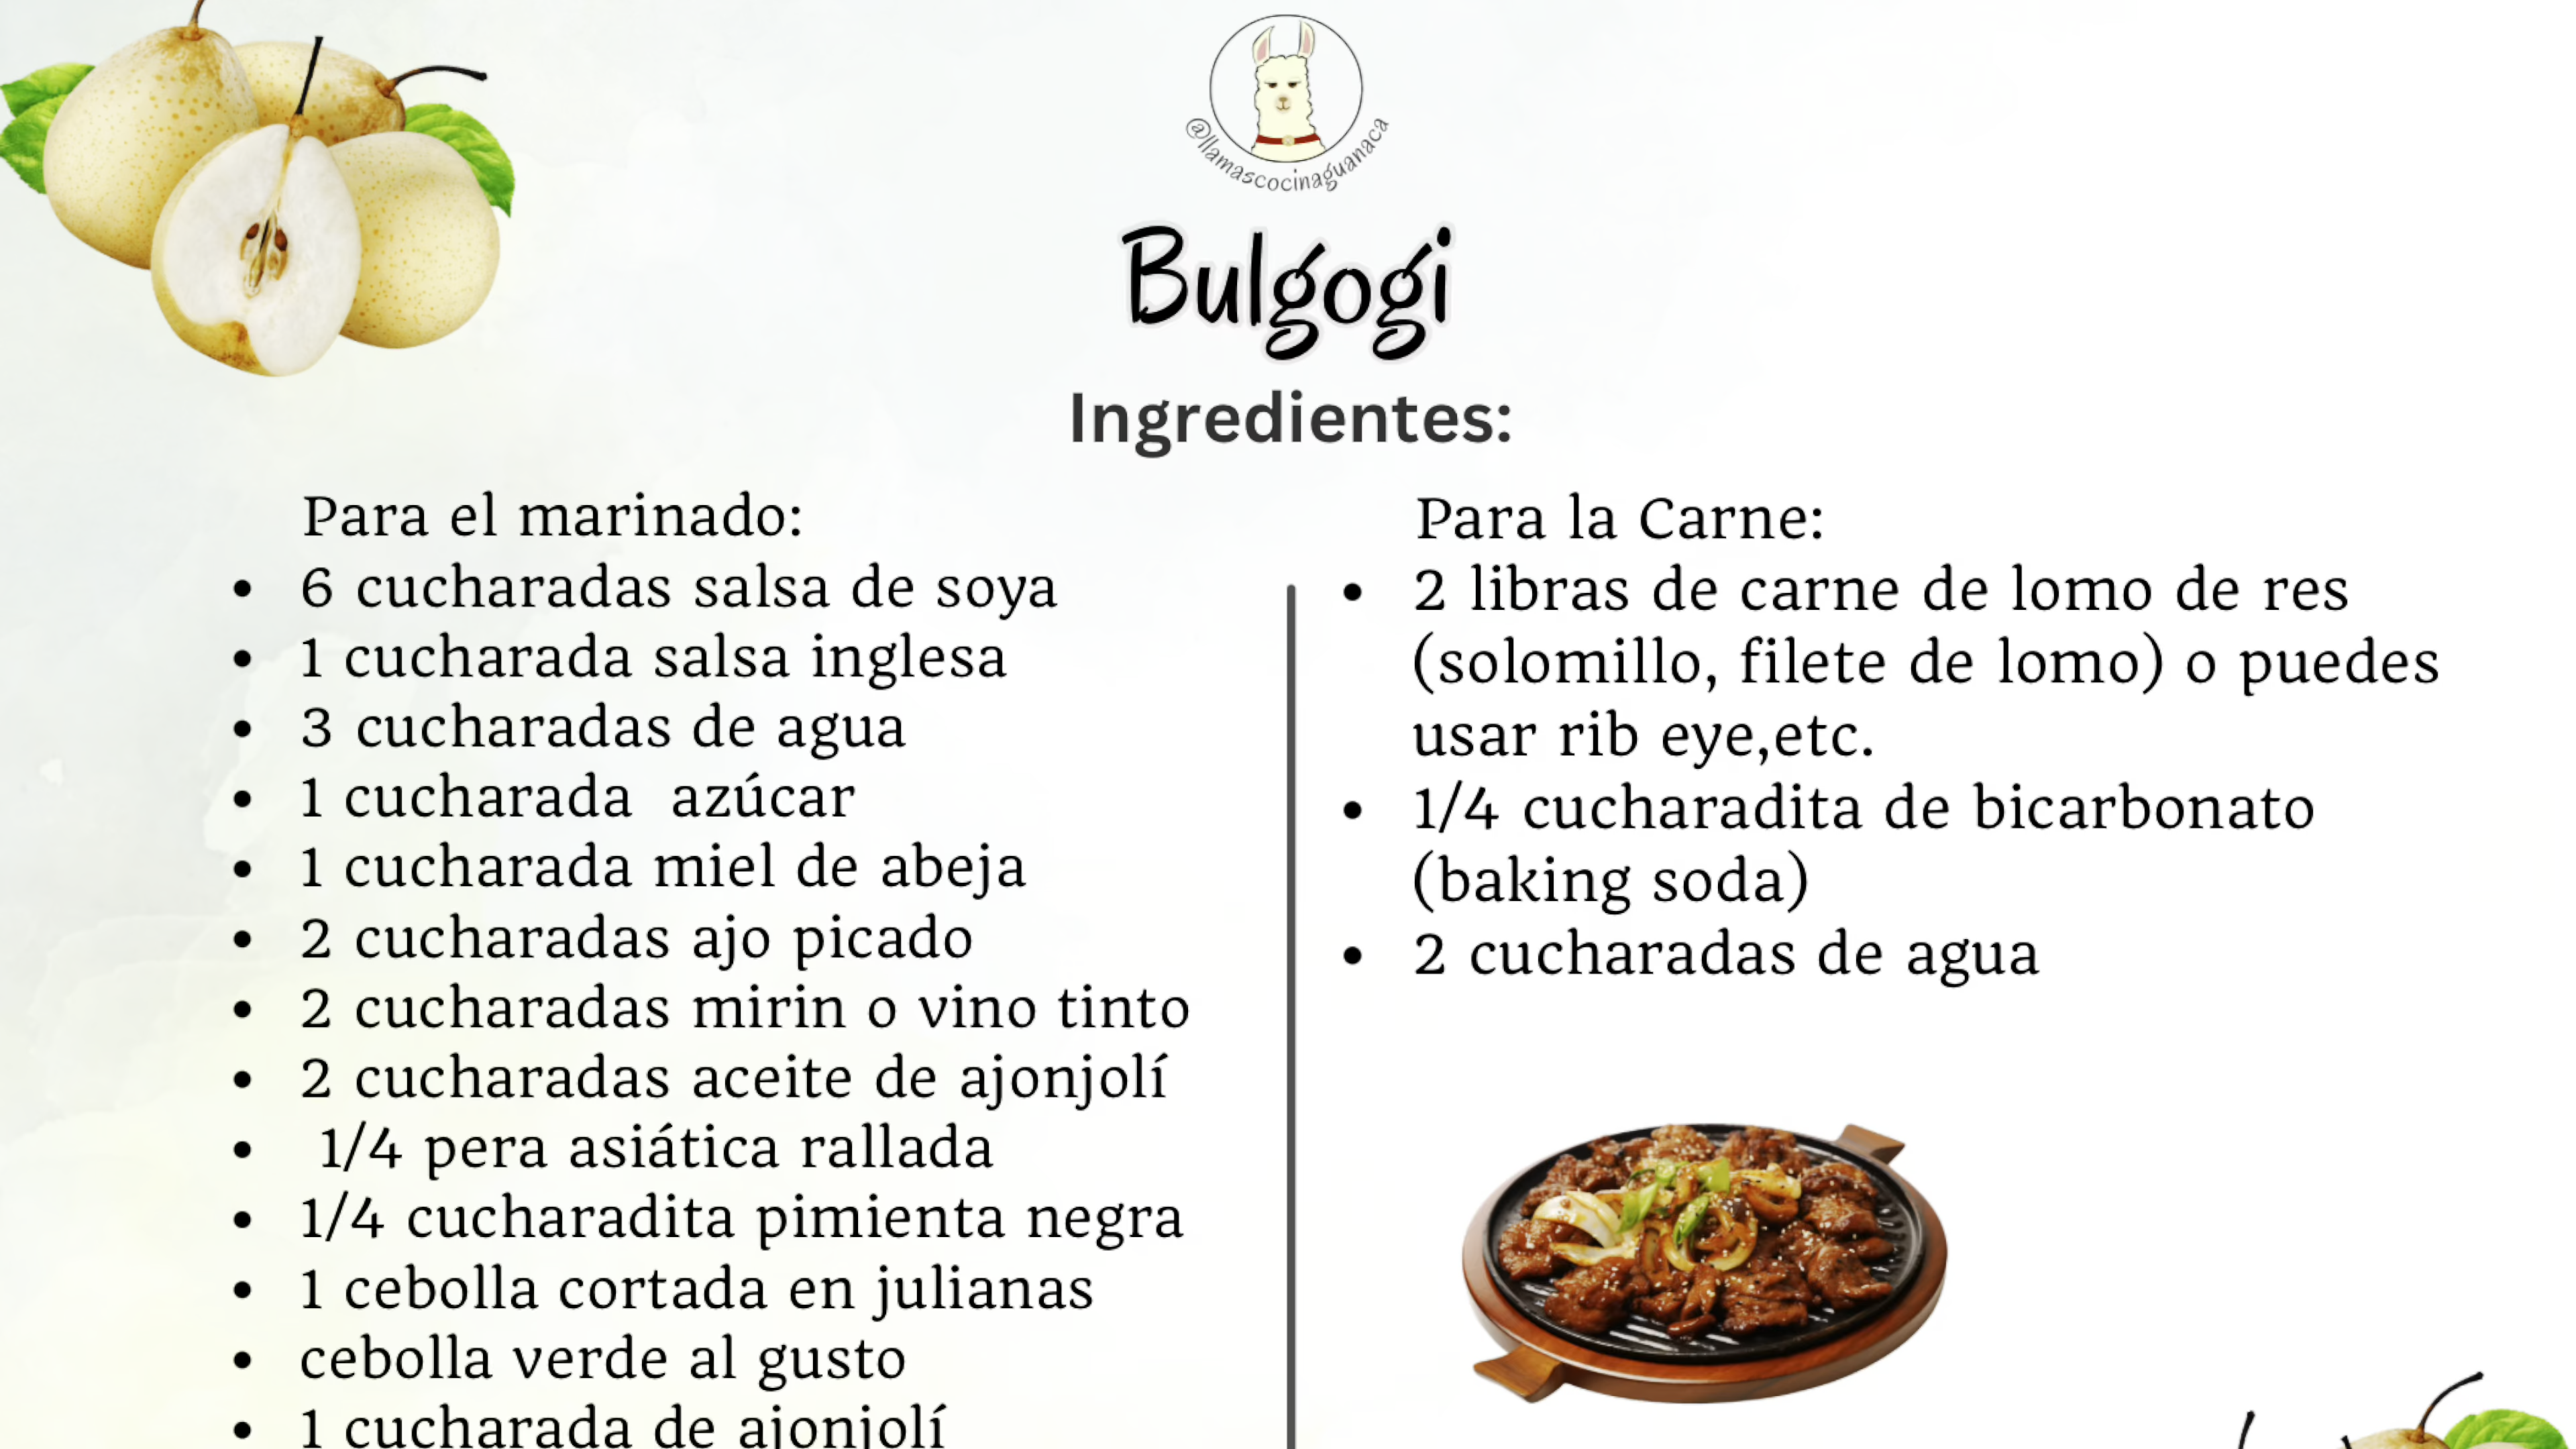 @llamascocinaguanaca
Bulgogi
Ingredientes:
Para el marinado:
• 6 cucharadas salsa de soya
• 1 cucharada salsa inglesa
• 3 cucharadas de agua
• 1 cucharada  azúcar
• 1 cucharada miel de abeja
• 2 cucharadas ajo picado
• 2 cucharadas mirin o vino tinto
• 2 cucharadas aceite de ajonjolí
• 1/4 pera asiática rallada
• 1/4 cucharadita pimienta negra
• 1 cebolla cortada en julianas
• cebolla verde al gusto
• 1 cucharada de ajonjolí
Para la Carne:
• 2 libras de carne de lomo de res
(solomillo, filete de lomo) o puedes
usar rib eye,etc.
• 1/4 cucharadita de bicarbonato
(baking soda)
• 2 cucharadas de agua